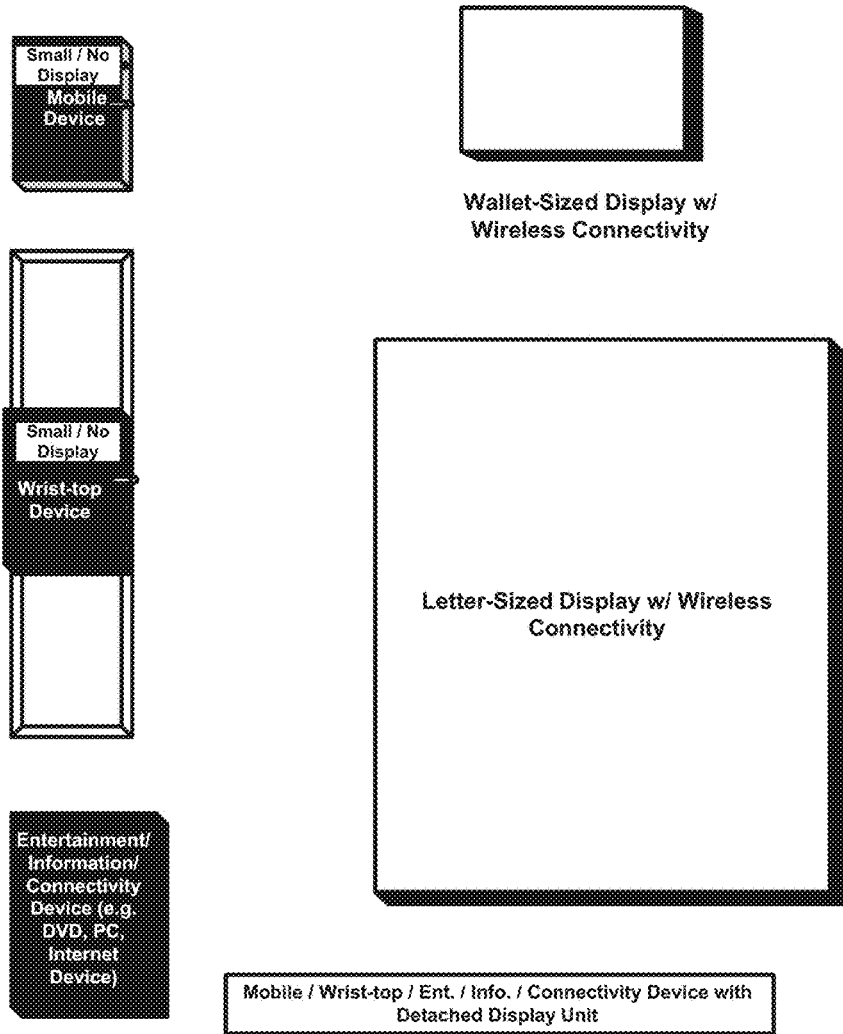 Small / No
Display
Mobile
Device
Wallet-Sized Display w/
Wireless Connectivity
Small / No
Display
Wrist-top
Device
Letter-Sized Display w/ Wireless
Connectivity
Entertainment/
Information/
Connectivity
Device (e.g.
DVD, PC,
Internet
Device)
Mobile / Wrist-top / Ent. / Info. / Connectivity Device with
Detached Display Unit